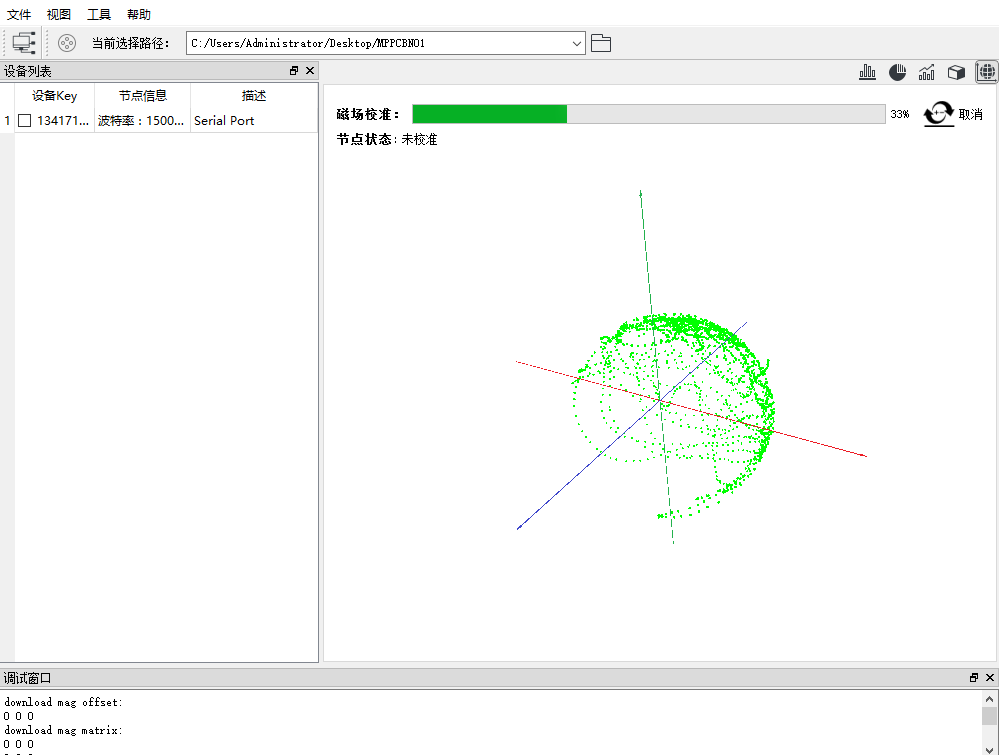 文件 视图 工具 帮助
当前选择路径： C:/Users/Administrator/Desktop/MPPCBNO1
设备列表
设备Key 节点信息 描述
1 134171... 波特率：1500... Serial Port
磁场校准： 33% 取消
节点状态：未校准
调试窗口
download mag offset:
0 0 0
download mag matrix:
0 0 0